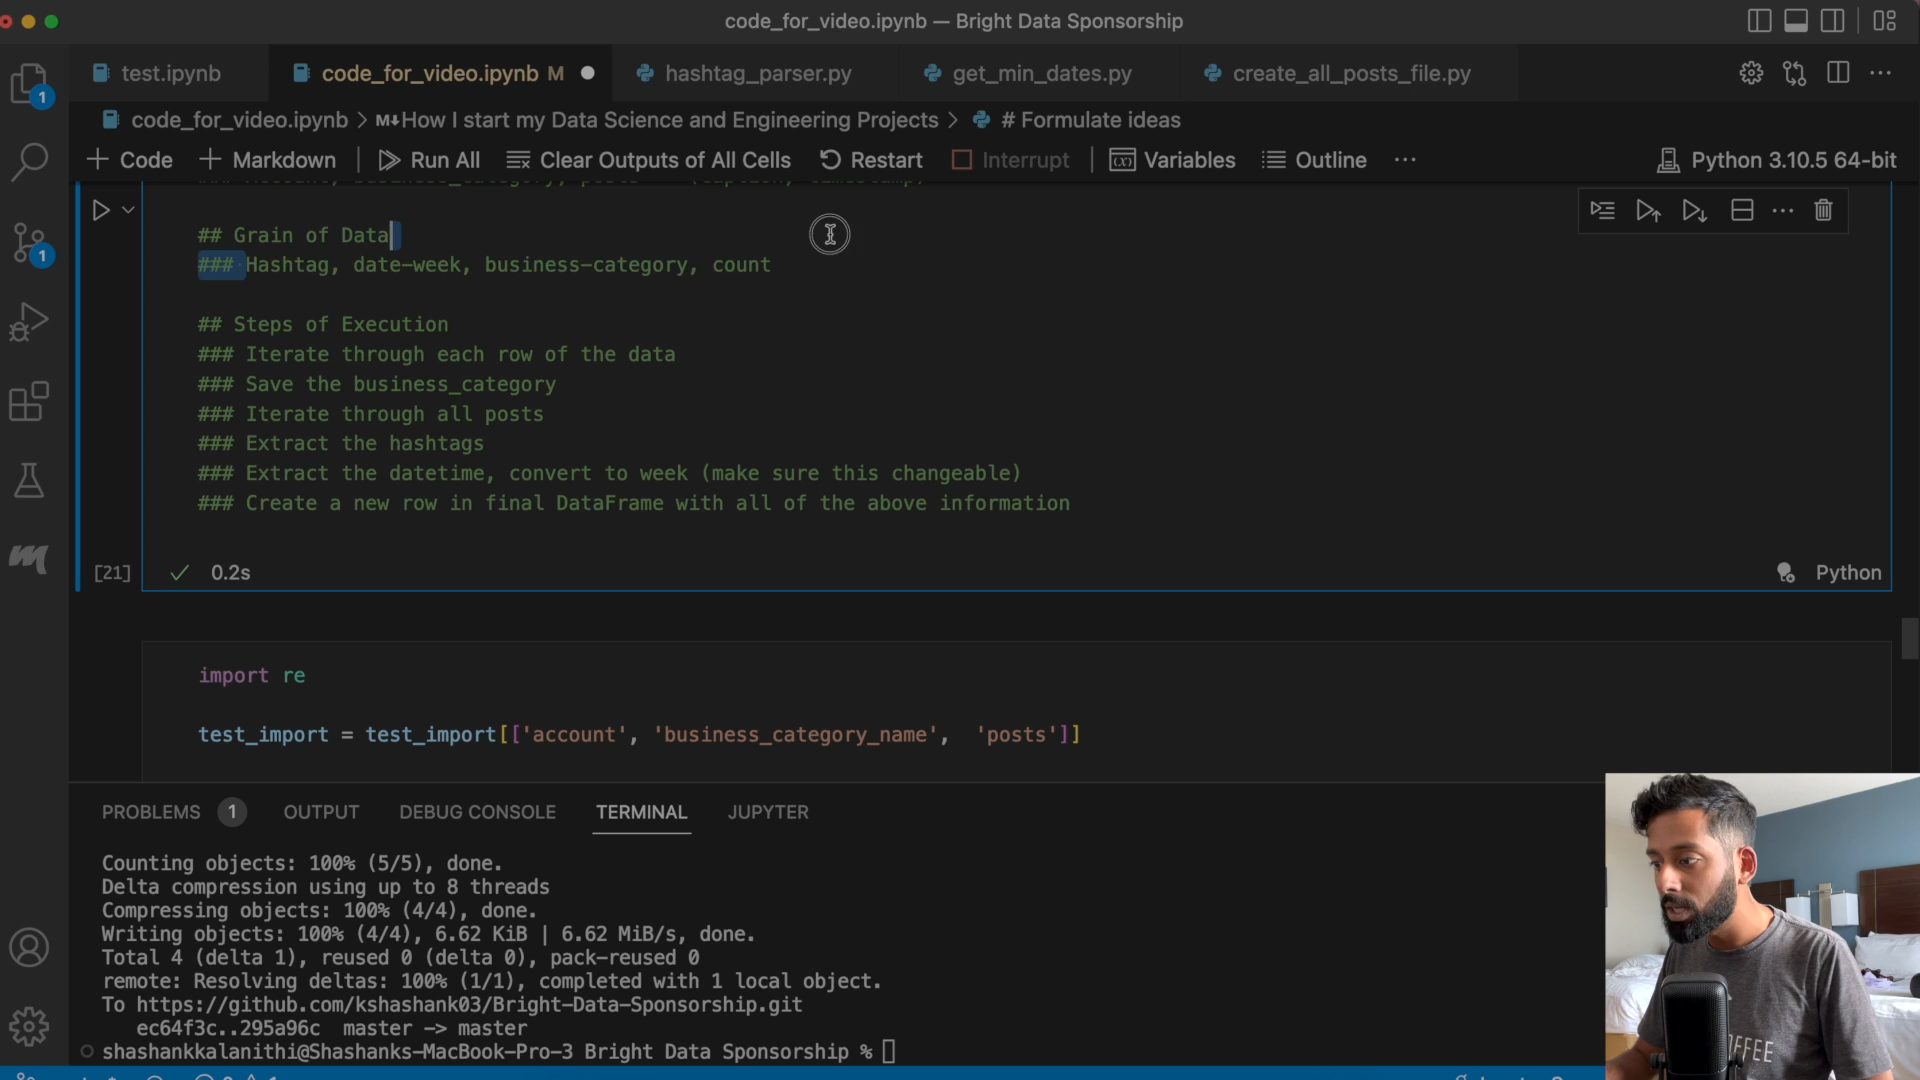 code_for_video.ipynb — Bright Data Sponsorship
test.ipynb
code_for_video.ipynb M
hashtag_parser.py
get_min_dates.py
create_all_posts_file.py
1
code_for_video.ipynb > M↓How I start my Data Science and Engineering Projects > # Formulate ideas
+ Code + Markdown | Run All Clear Outputs of All Cells Restart Interrupt | Variables Outline ··· Python 3.10.5 64-bit
## Grain of Data
### Hashtag, date-week, business-category, count
1
## Steps of Execution
### Iterate through each row of the data
### Save the business_category
### Iterate through all posts
### Extract the hashtags
### Extract the datetime, convert to week (make sure this changeable)
### Create a new row in final DataFrame with all of the above information
[21] 0.2s Python
import re
test_import = test_import[['account', 'business_category_name', 'posts']]
PROBLEMS 1 OUTPUT DEBUG CONSOLE TERMINAL JUPYTER
Counting objects: 100% (5/5), done.
Delta compression using up to 8 threads
Compressing objects: 100% (4/4), done.
Writing objects: 100% (4/4), 6.62 KiB | 6.62 MiB/s, done.
Total 4 (delta 1), reused 0 (delta 0), pack-reused 0
remote: Resolving deltas: 100% (1/1), completed with 1 local object.
To https://github.com/kshashank03/Bright-Data-Sponsorship.git
ec64f3c..295a96c master -> master
shashankkalanithi@Shashanks-MacBook-Pro-3 Bright Data Sponsorship %